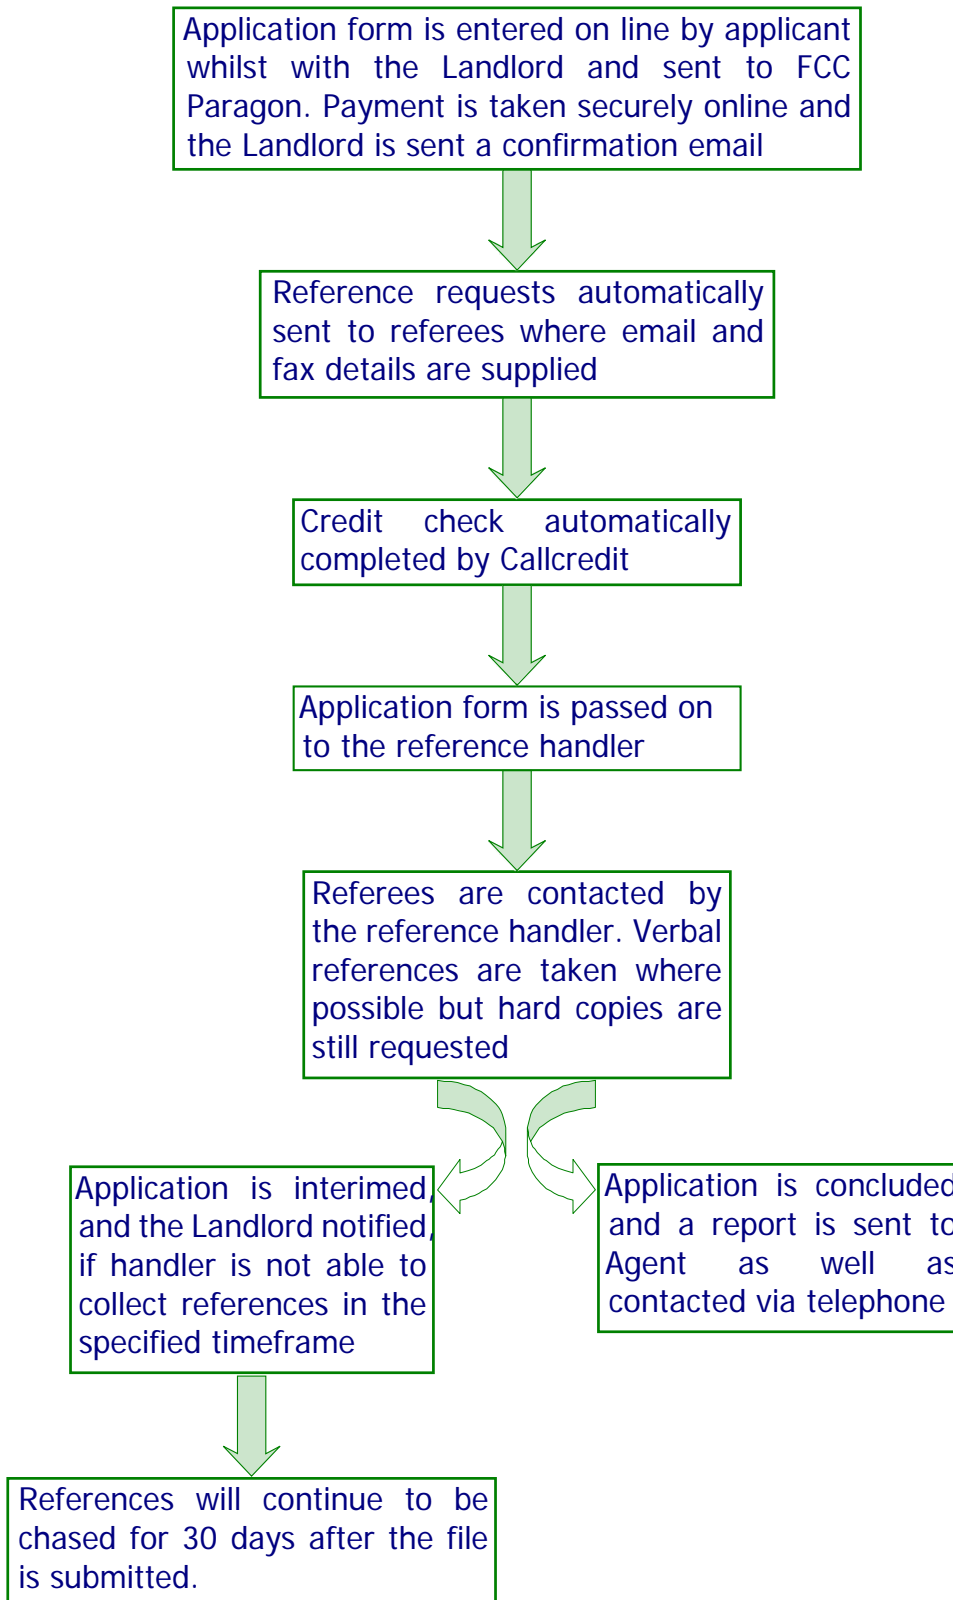 Application form is entered on line by applicant
whilst with the Landlord and sent to FCC
Paragon. Payment is taken securely online and
the Landlord is sent a confirmation email
Reference requests automatically
sent to referees where email and
fax details are supplied
Credit check automatically
completed by Callcredit
Application form is passed on
to the reference handler
Referees are contacted by
the reference handler. Verbal
references are taken where
possible but hard copies are
still requested
Application is interimed,
and the Landlord notified,
if handler is not able to
collect references in the
specified timeframe
Application is concluded
and a report is sent to
Agent as well as
contacted via telephone
References will continue to be
chased for 30 days after the file
is submitted.